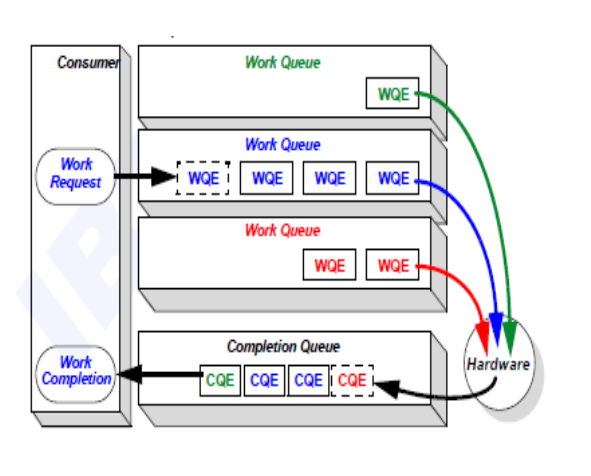 Consumer
Work Queue
WQE
Work Queue
Work
Request
WQE WQE WQE WQE
Work Queue
WQE WQE
Completion Queue
Work
Completion
CQE CQE CQE CQE
Hardware